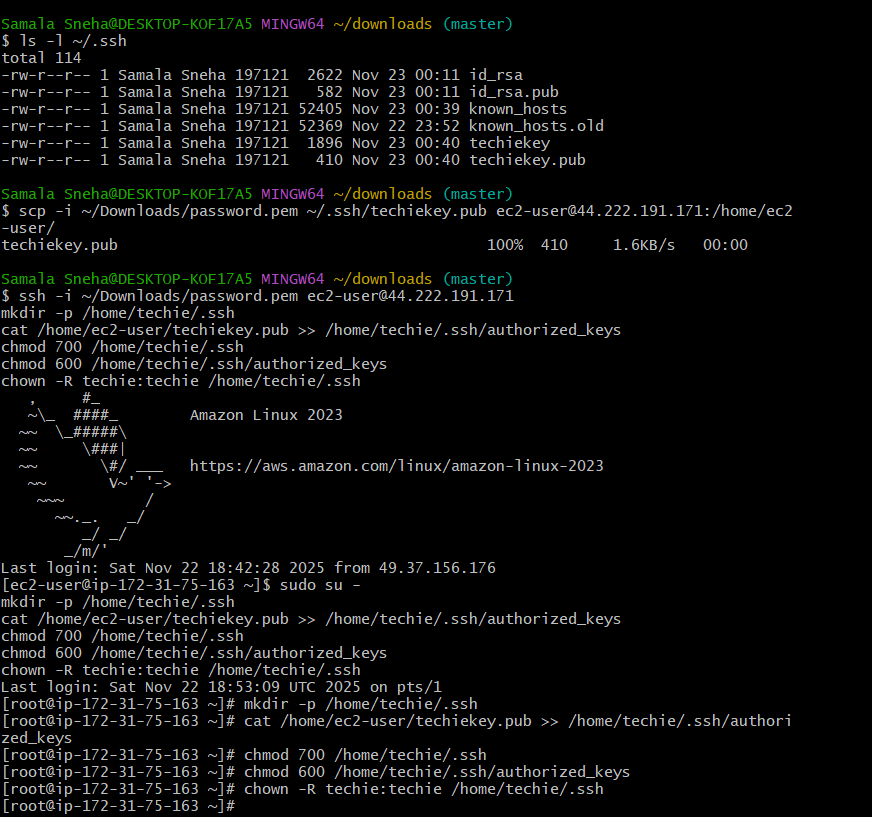 Samala Sneha@DESKTOP-KOF17A5 MINGW64 ~/downloads (master)
$ ls -l ~/.ssh
total 114
-rw-r--r-- 1 Samala Sneha 197121  2622 Nov 23 00:11 id_rsa
-rw-r--r-- 1 Samala Sneha 197121   582 Nov 23 00:11 id_rsa.pub
-rw-r--r-- 1 Samala Sneha 197121 52405 Nov 23 00:39 known_hosts
-rw-r--r-- 1 Samala Sneha 197121 52369 Nov 22 23:52 known_hosts.old
-rw-r--r-- 1 Samala Sneha 197121  1896 Nov 23 00:40 techiekey
-rw-r--r-- 1 Samala Sneha 197121   410 Nov 23 00:40 techiekey.pub
Samala Sneha@DESKTOP-KOF17A5 MINGW64 ~/downloads (master)
$ scp -i ~/Downloads/password.pem ~/.ssh/techiekey.pub ec2-user@44.222.191.171:/home/ec2
-user/
techiekey.pub                                         100%  410     1.6KB/s   00:00
Samala Sneha@DESKTOP-KOF17A5 MINGW64 ~/downloads (master)
$ ssh -i ~/Downloads/password.pem ec2-user@44.222.191.171
mkdir -p /home/techie/.ssh
cat /home/ec2-user/techiekey.pub >> /home/techie/.ssh/authorized_keys
chmod 700 /home/techie/.ssh
chmod 600 /home/techie/.ssh/authorized_keys
chown -R techie:techie /home/techie/.ssh
   ,     #_
   ~\_  ####_        Amazon Linux 2023
  ~~  \_#####\
  ~~     \###|
  ~~       \#/ ___   https://aws.amazon.com/linux/amazon-linux-2023
   ~~       V~' '->
    ~~~         /
      ~~._.   _/
         _/ _/
       _/m/'
Last login: Sat Nov 22 18:42:28 2025 from 49.37.156.176
[ec2-user@ip-172-31-75-163 ~]$ sudo su -
mkdir -p /home/techie/.ssh
cat /home/ec2-user/techiekey.pub >> /home/techie/.ssh/authorized_keys
chmod 700 /home/techie/.ssh
chmod 600 /home/techie/.ssh/authorized_keys
chown -R techie:techie /home/techie/.ssh
Last login: Sat Nov 22 18:53:09 UTC 2025 on pts/1
[root@ip-172-31-75-163 ~]# mkdir -p /home/techie/.ssh
[root@ip-172-31-75-163 ~]# cat /home/ec2-user/techiekey.pub >> /home/techie/.ssh/authori
zed_keys
[root@ip-172-31-75-163 ~]# chmod 700 /home/techie/.ssh
[root@ip-172-31-75-163 ~]# chmod 600 /home/techie/.ssh/authorized_keys
[root@ip-172-31-75-163 ~]# chown -R techie:techie /home/techie/.ssh
[root@ip-172-31-75-163 ~]#